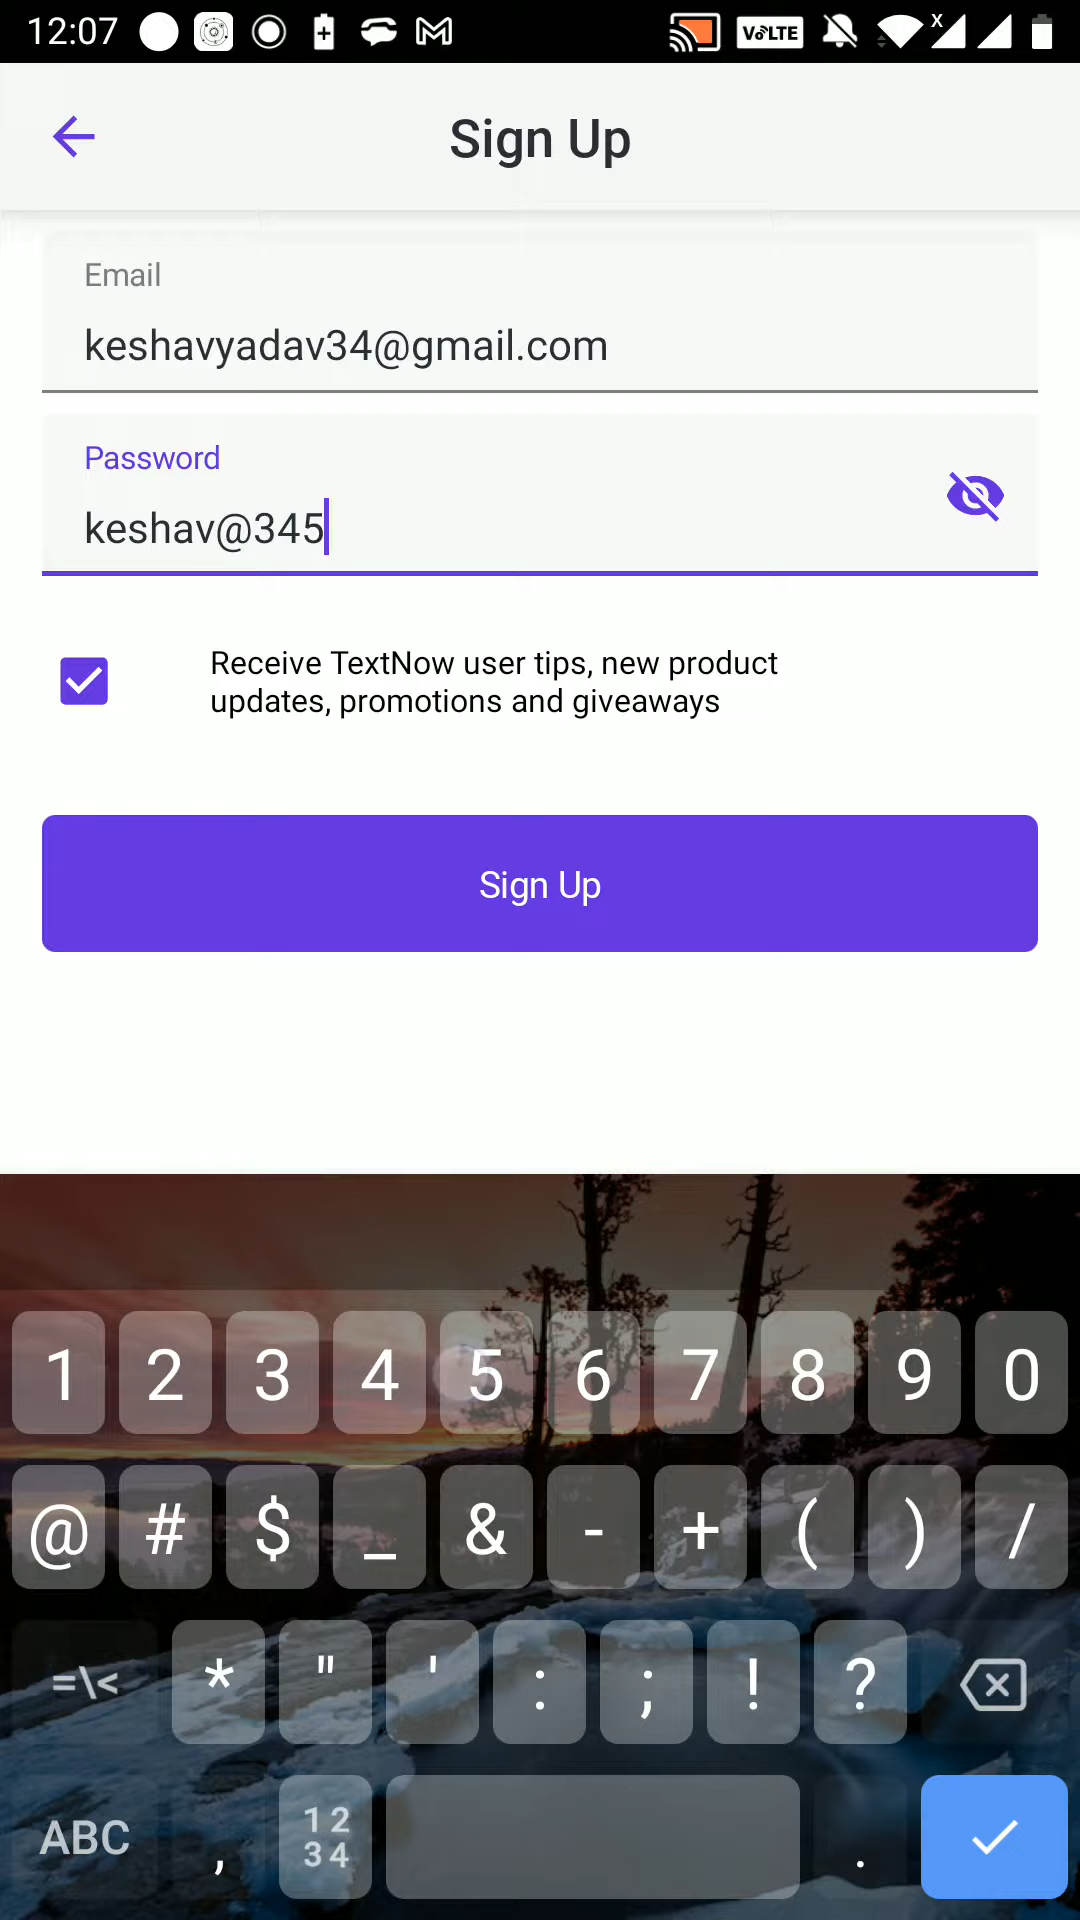 12:07 VoLTE X
Sign Up
Email
keshavyadav34@gmail.com
Password
keshav@345
Receive TextNow user tips, new product
updates, promotions and giveaways
Sign Up
1 2 3 4 5 6 7 8 9 0
@ # $ _ & - + ( ) /
=\< * " ' : ; ! ?
ABC , 12 .
34